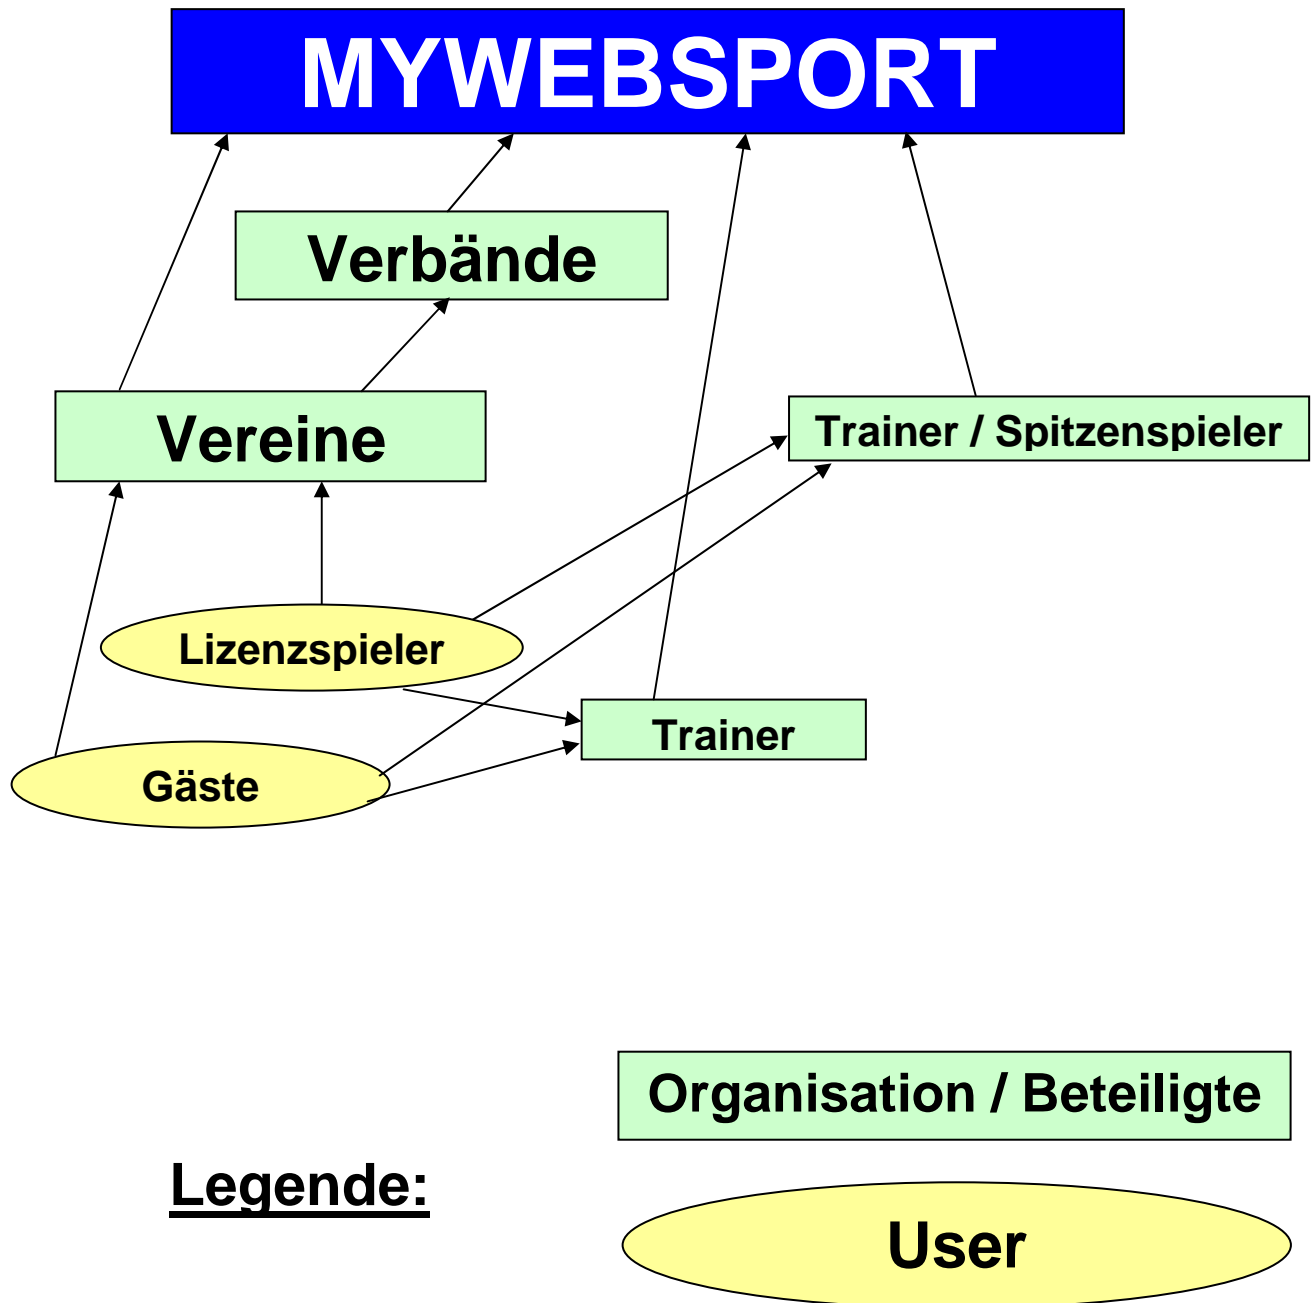 MYWEBSPORT
Verbände
Vereine
Trainer / Spitzenspieler
Lizenzspieler
Trainer
Gäste
Organisation / Beteiligte
Legende:
User